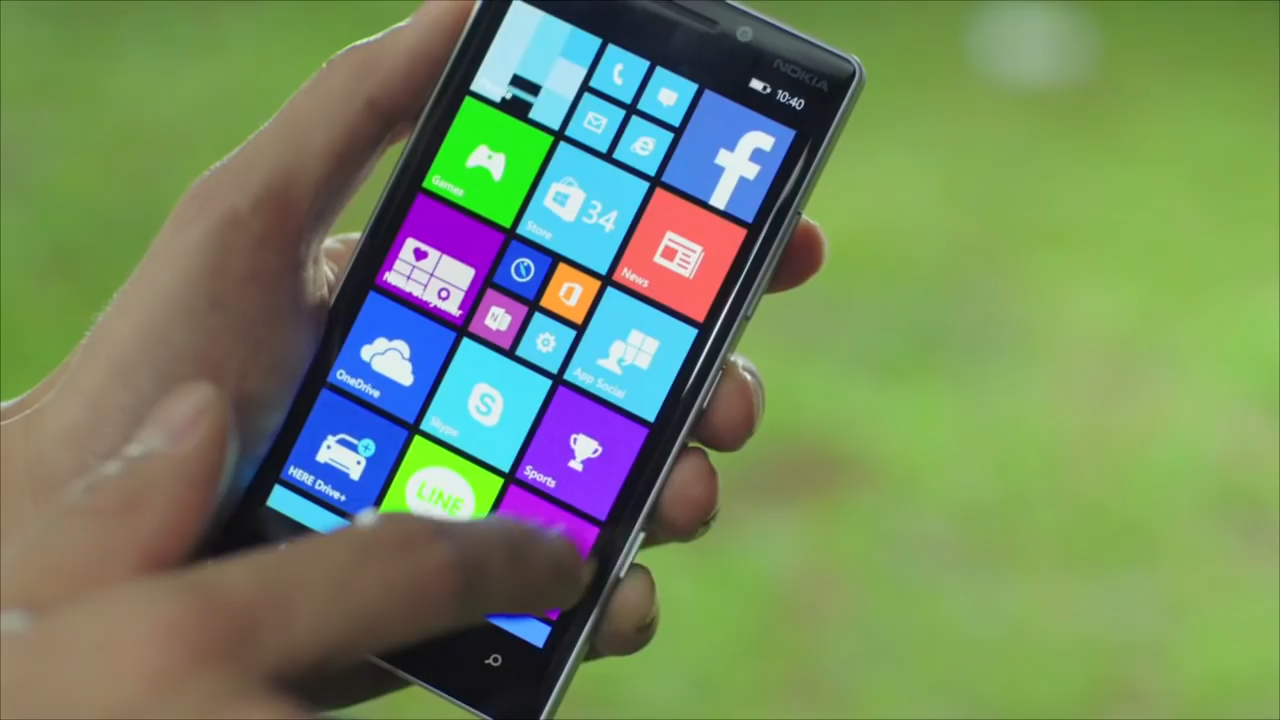 NOKIA
10:40
Games
Store
34
News
OneDrive
Skype
App Social
HERE Drive+
LINE
Sports